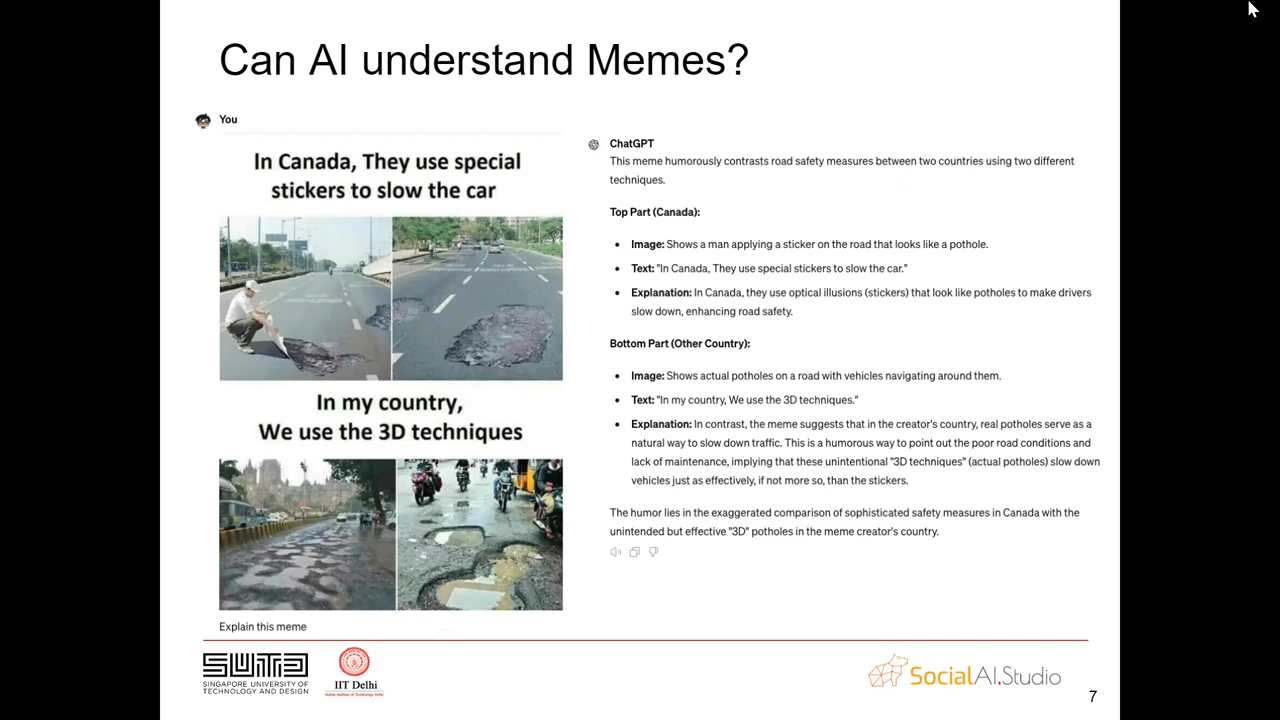 Can AI understand Memes?
You
In Canada, They use special
stickers to slow the car
In my country,
We use the 3D techniques
Explain this meme
ChatGPT
This meme humorously contrasts road safety measures between two countries using two different
techniques.
Top Part (Canada):
• Image: Shows a man applying a sticker on the road that looks like a pothole.
• Text: "In Canada, They use special stickers to slow the car."
• Explanation: In Canada, they use optical illusions (stickers) that look like potholes to make drivers
slow down, enhancing road safety.
Bottom Part (Other Country):
• Image: Shows actual potholes on a road with vehicles navigating around them.
• Text: "In my country, We use the 3D techniques."
• Explanation: In contrast, the meme suggests that in the creator's country, real potholes serve as a
natural way to slow down traffic. This is a humorous way to point out the poor road conditions and
lack of maintenance, implying that these unintentional "3D techniques" (actual potholes) slow down
vehicles just as effectively, if not more so, than the stickers.
The humor lies in the exaggerated comparison of sophisticated safety measures in Canada with the
unintended but effective "3D" potholes in the meme creator's country.
SUTD
SINGAPORE UNIVERSITY OF
TECHNOLOGY AND DESIGN
IIT Delhi
Indian Institute of Technology Delhi
SocialAI.Studio
7